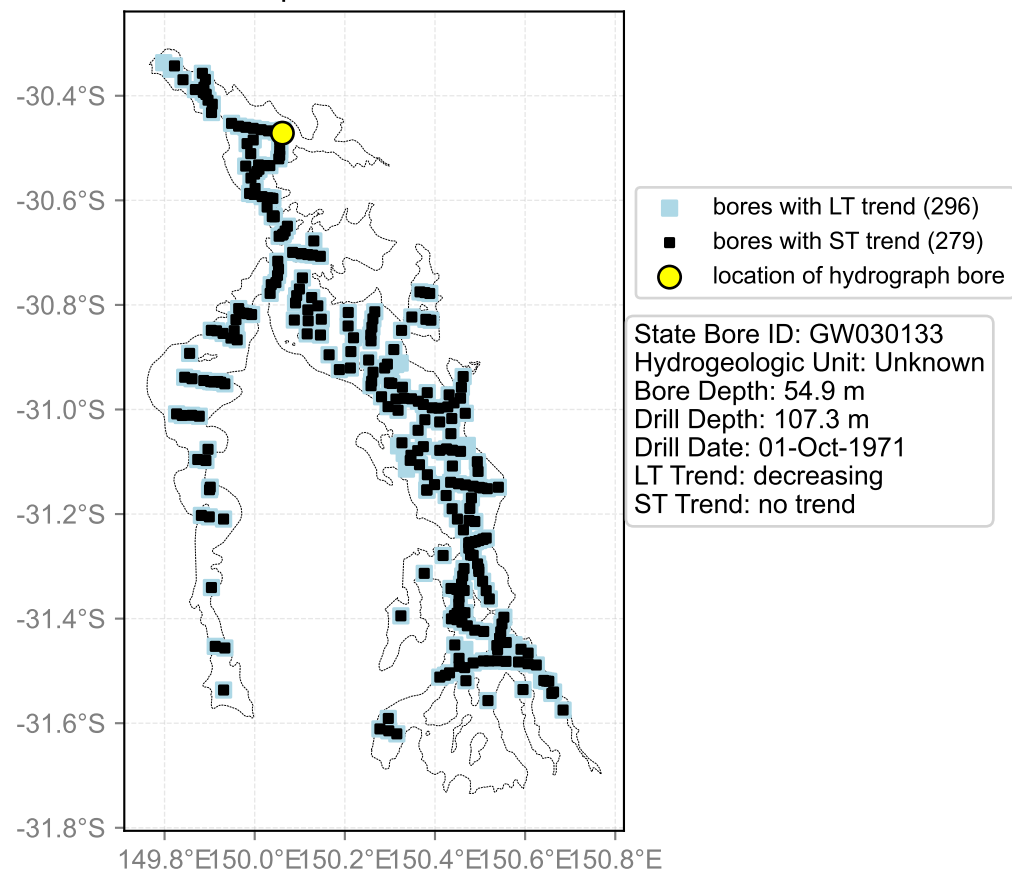 -30.4°S
-30.6°S
-30.8°S
-31.0°S
-31.2°S
-31.4°S
-31.6°S
-31.8°S
149.8°E150.0°E150.2°E150.4°E150.6°E150.8°E
bores with LT trend (296)
bores with ST trend (279)
location of hydrograph bore
State Bore ID: GW030133
Hydrogeologic Unit: Unknown
Bore Depth: 54.9 m
Drill Depth: 107.3 m
Drill Date: 01-Oct-1971
LT Trend: decreasing
ST Trend: no trend